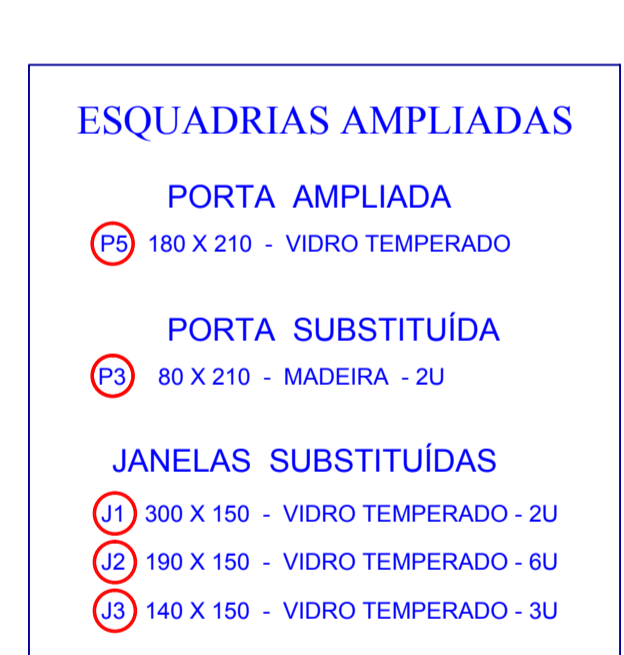 ESQUADRIAS AMPLIADAS
PORTA AMPLIADA
P5 180 X 210 - VIDRO TEMPERADO
PORTA SUBSTITUÍDA
P3 80 X 210 - MADEIRA - 2U
JANELAS SUBSTITUÍDAS
J1 300 X 150 - VIDRO TEMPERADO - 2U
J2 190 X 150 - VIDRO TEMPERADO - 6U
J3 140 X 150 - VIDRO TEMPERADO - 3U